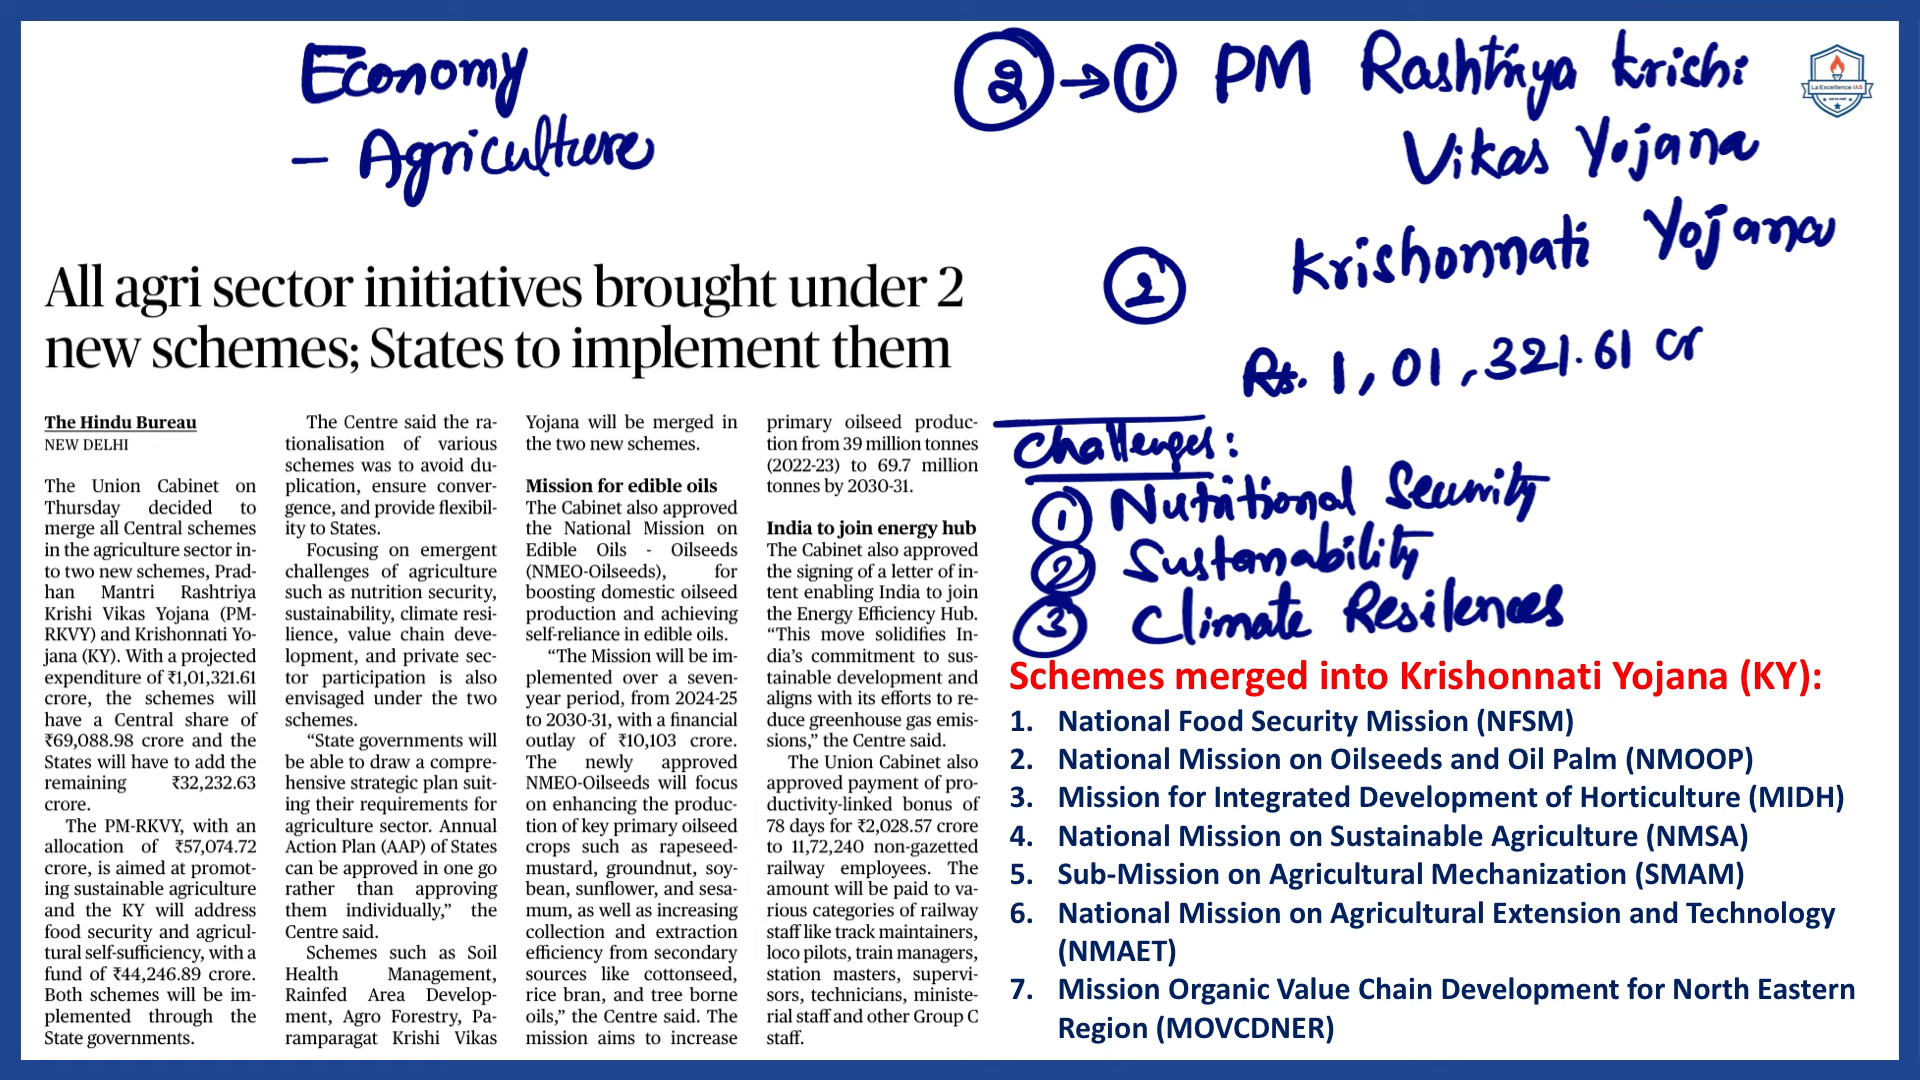 Economy
- Agriculture
All agri sector initiatives brought under 2
new schemes; States to implement them
The Hindu Bureau
NEW DELHI
The Union Cabinet on
Thursday decided to
merge all Central schemes
in the agriculture sector in-
to two new schemes, Prad-
han Mantri Rashtriya
Krishi Vikas Yojana (PM-
RKVY) and Krishonnati Yo-
jana (KY). With a projected
expenditure of ₹1,01,321.61
crore, the schemes will
have a Central share of
₹69,088.98 crore and the
States will have to add the
remaining ₹32,232.63
crore.
The PM-RKVY, with an
allocation of ₹57,074.72
crore, is aimed at promot-
ing sustainable agriculture
and the KY will address
food security and agricul-
tural self-sufficiency, with a
fund of ₹44,246.89 crore.
Both schemes will be im-
plemented through the
State governments.
The Centre said the ra-
tionalisation of various
schemes was to avoid du-
plication, ensure conver-
gence, and provide flexibil-
ity to States.
Focusing on emergent
challenges of agriculture
such as nutrition security,
sustainability, climate resi-
lience, value chain deve-
lopment, and private sec-
tor participation is also
envisaged under the two
schemes.
“State governments will
be able to draw a compre-
hensive strategic plan suit-
ing their requirements for
agriculture sector. Annual
Action Plan (AAP) of States
can be approved in one go
rather than approving
them individually,” the
Centre said.
Schemes such as Soil
Health Management,
Rainfed Area Develop-
ment, Agro Forestry, Pa-
ramparagat Krishi Vikas
Yojana will be merged in
the two new schemes.
Mission for edible oils
The Cabinet also approved
the National Mission on
Edible Oils - Oilseeds
(NMEO-Oilseeds), for
boosting domestic oilseed
production and achieving
self-reliance in edible oils.
“The Mission will be im-
plemented over a seven-
year period, from 2024-25
to 2030-31, with a financial
outlay of ₹10,103 crore.
The newly approved
NMEO-Oilseeds will focus
on enhancing the produc-
tion of key primary oilseed
crops such as rapeseed-
mustard, groundnut, soy-
bean, sunflower, and sesa-
mum, as well as increasing
collection and extraction
efficiency from secondary
sources like cottonseed,
rice bran, and tree borne
oils,” the Centre said. The
mission aims to increase
primary oilseed produc-
tion from 39 million tonnes
(2022-23) to 69.7 million
tonnes by 2030-31.
India to join energy hub
The Cabinet also approved
the signing of a letter of in-
tent enabling India to join
the Energy Efficiency Hub.
“This move solidifies In-
dia’s commitment to sus-
tainable development and
aligns with its efforts to re-
duce greenhouse gas emis-
sions,” the Centre said.
The Union Cabinet also
approved payment of pro-
ductivity-linked bonus of
78 days for ₹2,028.57 crore
to 11,72,240 non-gazetted
railway employees. The
amount will be paid to va-
rious categories of railway
staff like track maintainers,
loco pilots, train managers,
station masters, supervi-
sors, technicians, ministe-
rial staff and other Group C
staff.
2 → 1 PM Rashtriya Krishi
Vikas Yojana
2 Krishonnati Yojana
Rs. 1,01,321.61 cr
Challenges:
1 Nutritional Security
2 Sustanability
3 Climate Resilences
La Excellence IAS
Schemes merged into Krishonnati Yojana (KY):
1. National Food Security Mission (NFSM)
2. National Mission on Oilseeds and Oil Palm (NMOOP)
3. Mission for Integrated Development of Horticulture (MIDH)
4. National Mission on Sustainable Agriculture (NMSA)
5. Sub-Mission on Agricultural Mechanization (SMAM)
6. National Mission on Agricultural Extension and Technology
(NMAET)
7. Mission Organic Value Chain Development for North Eastern
Region (MOVCDNER)